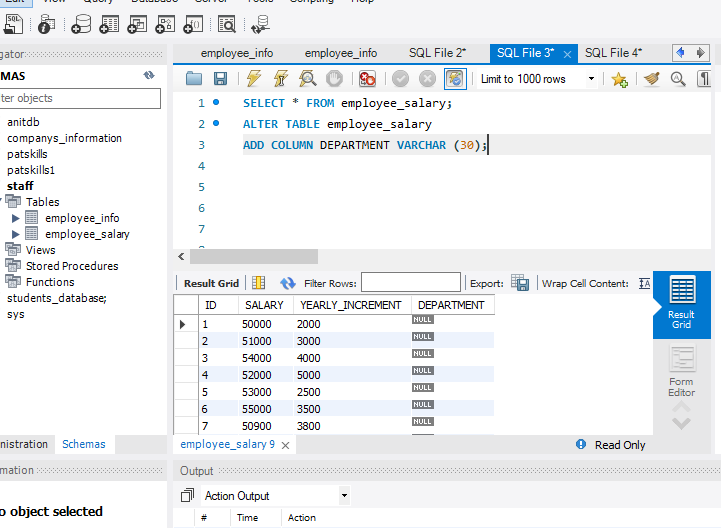 Edit View Query Database Server Tools Scripting Help
employee_info employee_info SQL File 2* SQL File 3* × SQL File 4*
gator
MAS
ter objects
anitdb
companys_information
patskills
patskills1
staff
Tables
employee_info
employee_salary
Views
Stored Procedures
Functions
students_database;
sys
nistration Schemas
mation
o object selected
Limit to 1000 rows
1 SELECT * FROM employee_salary;
2 ALTER TABLE employee_salary
3 ADD COLUMN DEPARTMENT VARCHAR (30);
4
5
6
7
Result Grid Filter Rows: Export: Wrap Cell Content: IA
ID SALARY YEARLY_INCREMENT DEPARTMENT
1 50000 2000 NULL
2 51000 3000 NULL
3 54000 4000 NULL
4 52000 5000 NULL
5 53000 2500 NULL
6 55000 3500 NULL
7 50900 3800 NULL
Result
Grid
Form
Editor
employee_salary 9 × Read Only
Output
Action Output
# Time Action